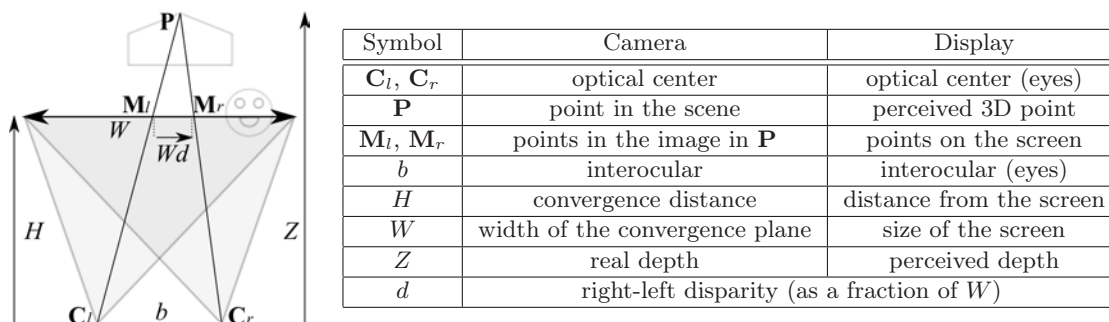 P
M_l M_r
W
Wd
H
Z
C_l b C_r
Symbol Camera Display
C_l, C_r optical center optical center (eyes)
P point in the scene perceived 3D point
M_l, M_r points in the image in P points on the screen
b interocular interocular (eyes)
H convergence distance distance from the screen
W width of the convergence plane size of the screen
Z real depth perceived depth
d right-left disparity (as a fraction of W)